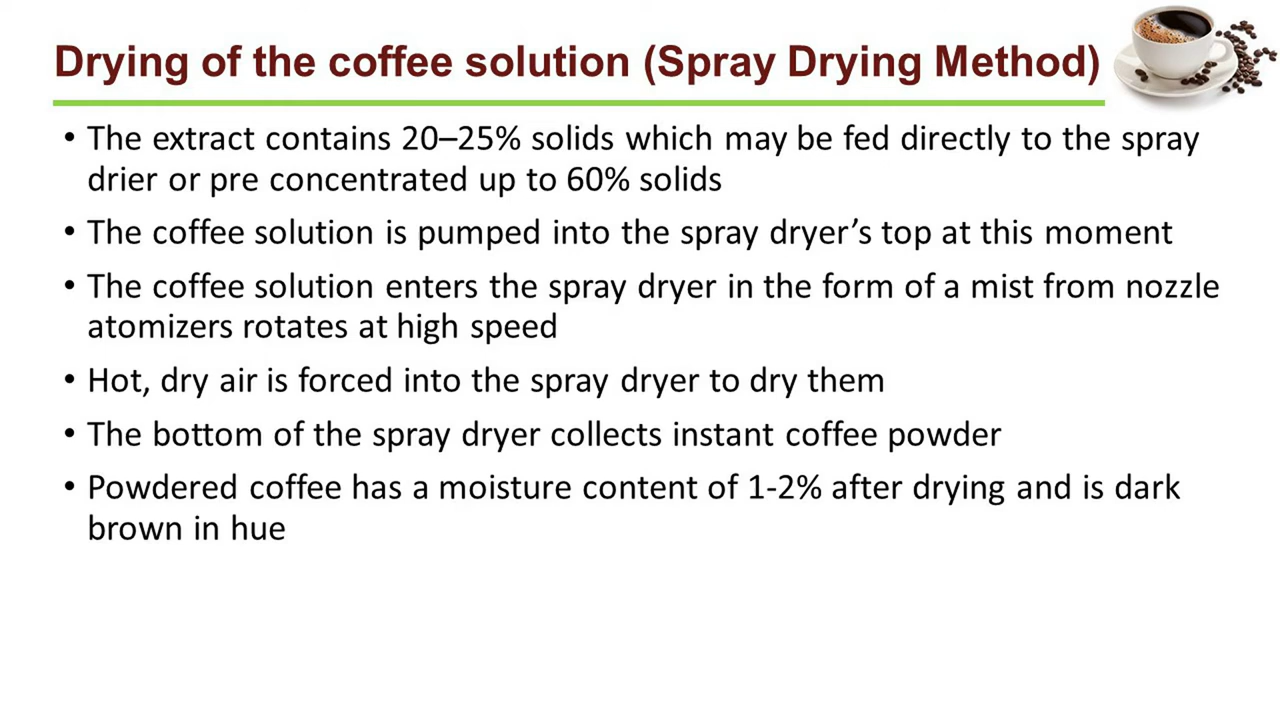 Drying of the coffee solution (Spray Drying Method)
• The extract contains 20–25% solids which may be fed directly to the spray
drier or pre concentrated up to 60% solids
• The coffee solution is pumped into the spray dryer’s top at this moment
• The coffee solution enters the spray dryer in the form of a mist from nozzle
atomizers rotates at high speed
• Hot, dry air is forced into the spray dryer to dry them
• The bottom of the spray dryer collects instant coffee powder
• Powdered coffee has a moisture content of 1-2% after drying and is dark
brown in hue